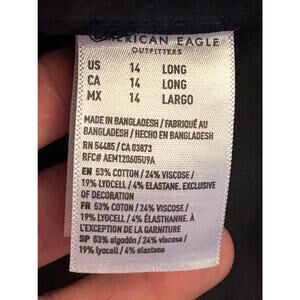 AMERICAN EAGLE
OUTFITTERS
US 14 LONG
CA 14 LONG
MX 14 LARGO
MADE IN BANGLADESH / FABRIQUÉ AU
BANGLADESH / HECHO EN BANGLADESH
RN 54485 / CA 03873
RFC# AEM120605U9A
EN 53% COTTON / 24% VISCOSE /
19% LYOCELL / 4% ELASTANE. EXCLUSIVE
OF DECORATION
FR 53% COTON / 24% VISCOSE /
19% LYOCELL / 4% ÉLASTHANNE. À
L'EXCEPTION DE LA GARNITURE
SP 53% algodón / 24% viscosa /
19% lyocell / 4% elastano